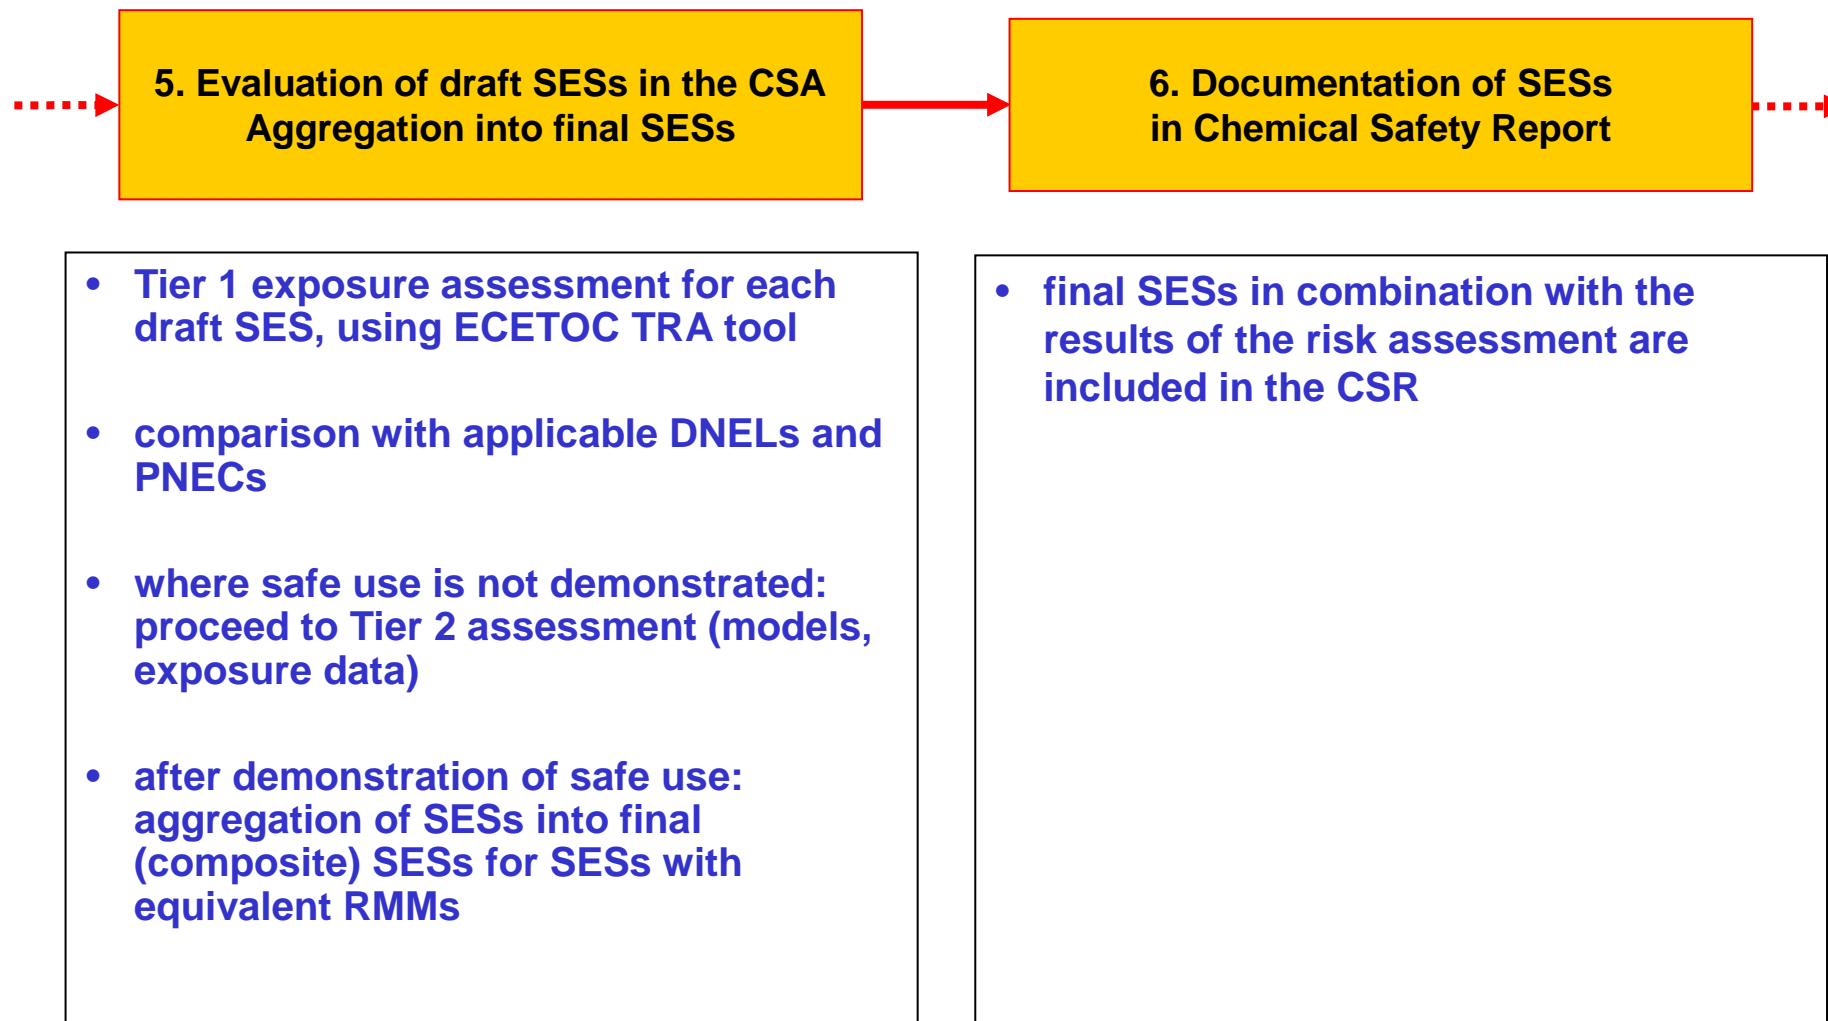 5. Evaluation of draft SESs in the CSA
Aggregation into final SESs
6. Documentation of SESs
in Chemical Safety Report
• Tier 1 exposure assessment for each
draft SES, using ECETOC TRA tool
• comparison with applicable DNELs and
PNECs
• where safe use is not demonstrated:
proceed to Tier 2 assessment (models,
exposure data)
• after demonstration of safe use:
aggregation of SESs into final
(composite) SESs for SESs with
equivalent RMMs
• final SESs in combination with the
results of the risk assessment are
included in the CSR